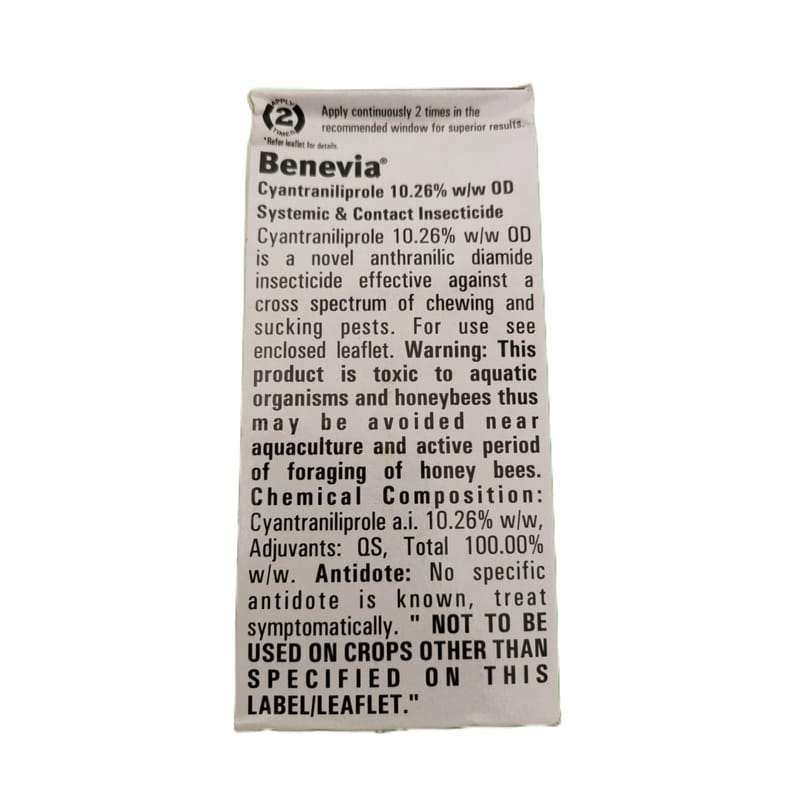 APPLY
2
TIMES
Apply continuously 2 times in the
recommended window for superior results.
*Refer leaflet for details.
Benevia®
Cyantraniliprole 10.26% w/w OD
Systemic & Contact Insecticide
Cyantraniliprole 10.26% w/w OD
is a novel anthranilic diamide
insecticide effective against a
cross spectrum of chewing and
sucking pests. For use see
enclosed leaflet. Warning: This
product is toxic to aquatic
organisms and honeybees thus
may be avoided near
aquaculture and active period
of foraging of honey bees.
Chemical Composition:
Cyantraniliprole a.i. 10.26% w/w,
Adjuvants: QS, Total 100.00%
w/w. Antidote: No specific
antidote is known, treat
symptomatically. " NOT TO BE
USED ON CROPS OTHER THAN
SPECIFIED ON THIS
LABEL/LEAFLET."